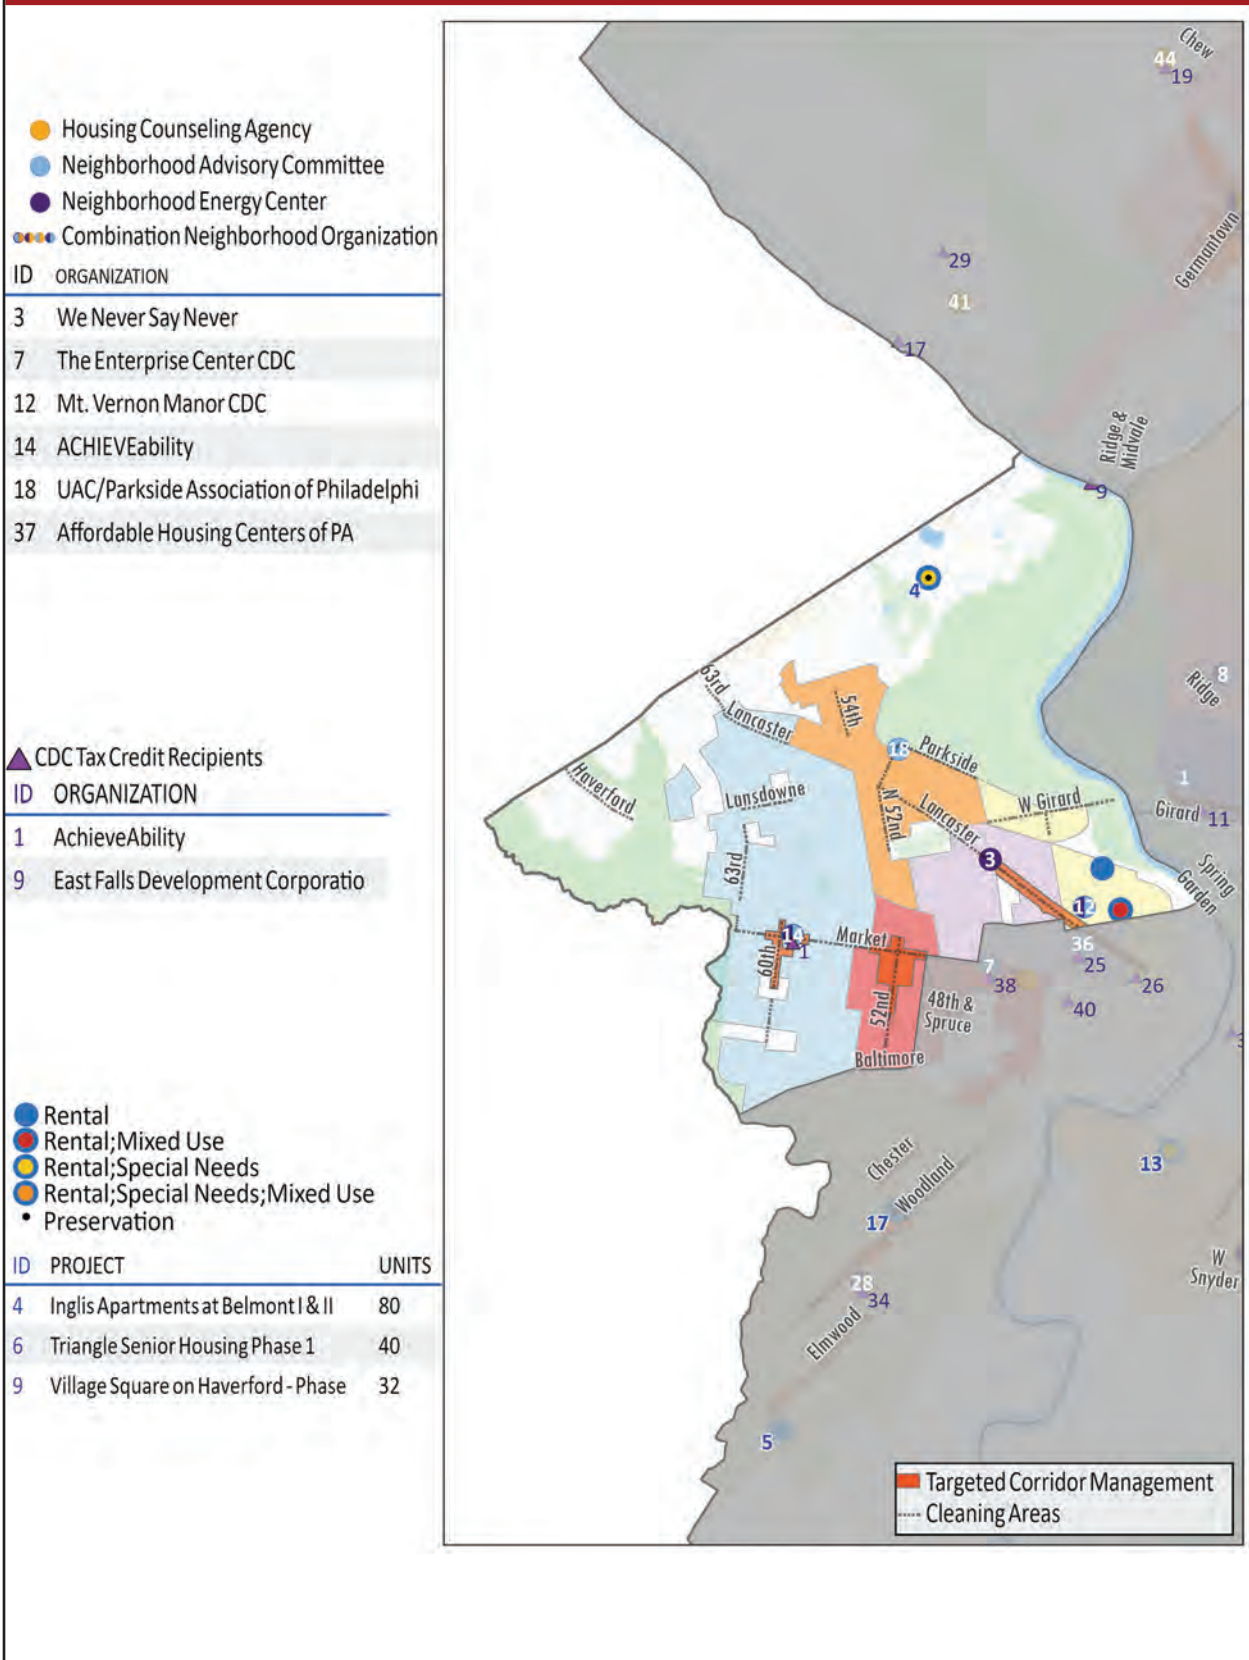 Housing Counseling Agency
Neighborhood Advisory Committee
Neighborhood Energy Center
Combination Neighborhood Organization
ID ORGANIZATION
3 We Never Say Never
7 The Enterprise Center CDC
12 Mt. Vernon Manor CDC
14 ACHIEVEability
18 UAC/Parkside Association of Philadelphi
37 Affordable Housing Centers of PA
CDC Tax Credit Recipients
ID ORGANIZATION
1 AchieveAbility
9 East Falls Development Corporatio
Rental
Rental;Mixed Use
Rental;Special Needs
Rental;Special Needs;Mixed Use
Preservation
ID PROJECT UNITS
4 Inglis Apartments at Belmont I & II 80
6 Triangle Senior Housing Phase 1 40
9 Village Square on Haverford - Phase 32
Chew
44
19
Germantown
29
41
17
Ridge &
Midvale
9
4
63rd
Lancaster
54th
8
Ridge
18
Parkside
Haverford
Lansdowne
N 52nd
Lancaster
W Girard
1
Girard 11
63rd
3
Spring
Garden
12
14
1
Market
60th
36
25
7
38
26
40
52nd
48th &
Spruce
3
Baltimore
Chester
Woodland
13
17
W
Snyder
28
34
Elmwood
5
Targeted Corridor Management
Cleaning Areas